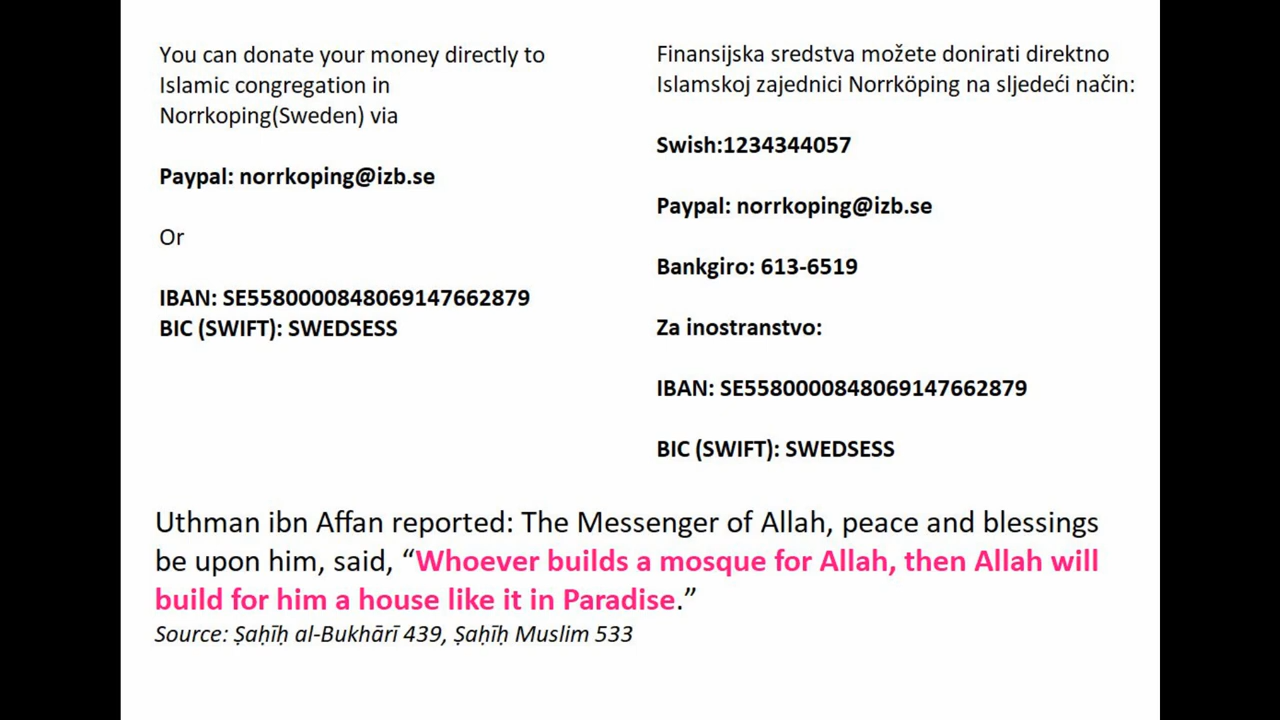 You can donate your money directly to
Islamic congregation in
Norrkoping(Sweden) via
Paypal: norrkoping@izb.se
Or
IBAN: SE5580000848069147662879
BIC (SWIFT): SWEDSESS
Finansijska sredstva možete donirati direktno
Islamskoj zajednici Norrköping na sljedeći način:
Swish:1234344057
Paypal: norrkoping@izb.se
Bankgiro: 613-6519
Za inostranstvo:
IBAN: SE5580000848069147662879
BIC (SWIFT): SWEDSESS
Uthman ibn Affan reported: The Messenger of Allah, peace and blessings
be upon him, said, “Whoever builds a mosque for Allah, then Allah will
build for him a house like it in Paradise.”
Source: Ṣaḥīḥ al-Bukhārī 439, Ṣaḥīḥ Muslim 533